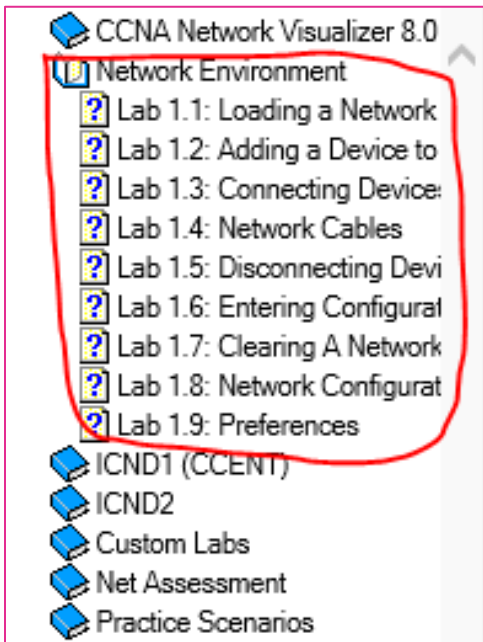 CCNA Network Visualizer 8.0
Network Environment
Lab 1.1: Loading a Network
Lab 1.2: Adding a Device to
Lab 1.3: Connecting Devices
Lab 1.4: Network Cables
Lab 1.5: Disconnecting Devi
Lab 1.6: Entering Configurat
Lab 1.7: Clearing A Network
Lab 1.8: Network Configurat
Lab 1.9: Preferences
ICND1 (CCENT)
ICND2
Custom Labs
Net Assessment
Practice Scenarios